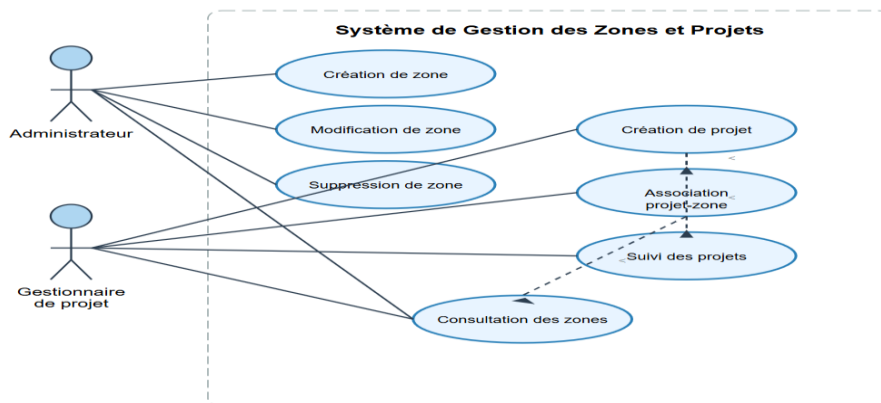 Système de Gestion des Zones et Projets
Création de zone
Administrateur
Modification de zone
Création de projet
<
Suppression de zone
Association
projet-zone
<
Suivi des projets
<
Gestionnaire
de projet
Consultation des zones